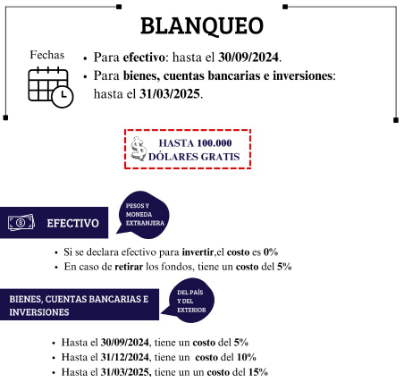 BLANQUEO
Fechas
• Para efectivo: hasta el 30/09/2024.
• Para bienes, cuentas bancarias e inversiones:
hasta el 31/03/2025.
HASTA 100.000
DÓLARES GRATIS
EFECTIVO
PESOS Y
MONEDA
EXTRANJERA
• Si se declara efectivo para invertir,el costo es 0%
• En caso de retirar los fondos, tiene un costo del 5%
BIENES, CUENTAS BANCARIAS E
INVERSIONES
DEL PAÍS
Y DEL
EXTERIOR
• Hasta el 30/09/2024, tiene un costo del 5%
• Hasta el 31/12/2024, tiene un costo del 10%
• Hasta el 31/03/2025, tiene un un costo del 15%